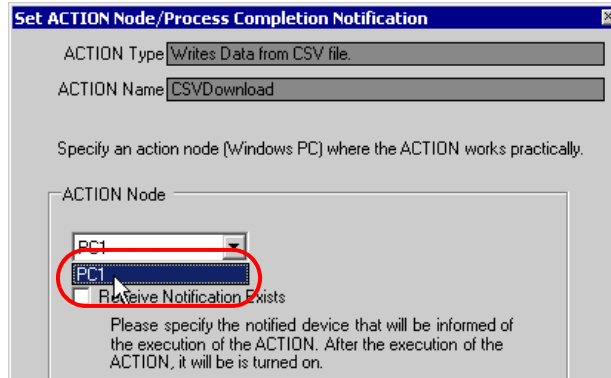 Set ACTION Node/Process Completion Notification
ACTION Type Writes Data from CSV file.
ACTION Name CSVDownload
Specify an action node (Windows PC) where the ACTION works practically.
ACTION Node
PC1
PC1
Receive Notification Exists
Please specify the notified device that will be informed of
the execution of the ACTION. After the execution of the
ACTION, it will be is turned on.